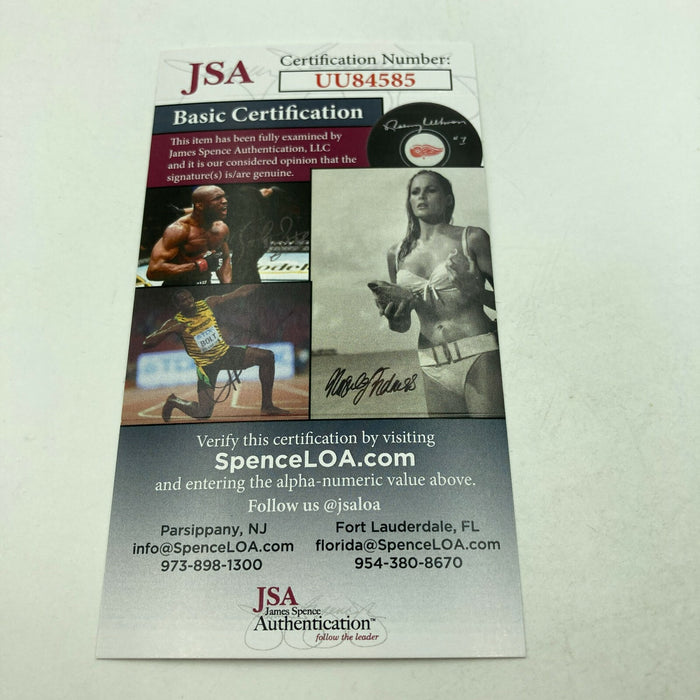 JSA
Certification Number:
UU84585
Basic Certification
This item has been fully examined by
James Spence Authentication, LLC
and it is our considered opinion that the
signature(s) is/are genuine.
BOLT
Verify this certification by visiting
SpenceLOA.com
and entering the alpha-numeric value above.
Follow us @jsaloa
Parsippany, NJ
info@SpenceLOA.com
973-898-1300
Fort Lauderdale, FL
florida@SpenceLOA.com
954-380-8670
JSA
James Spence
Authentication™
follow the leader